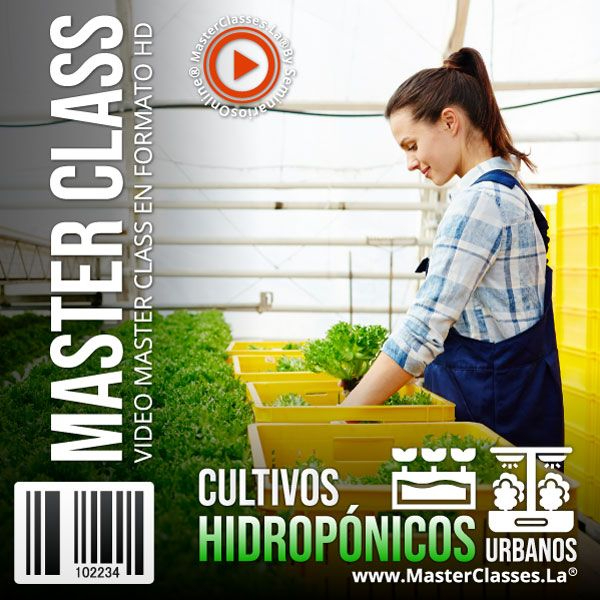 MasterClasses.La®By SeminariosOnline®
MASTER CLASS
VIDEO MASTER CLASS EN FORMATO HD
CULTIVOS
HIDROPÓNICOS URBANOS
www.MasterClasses.La®
102234